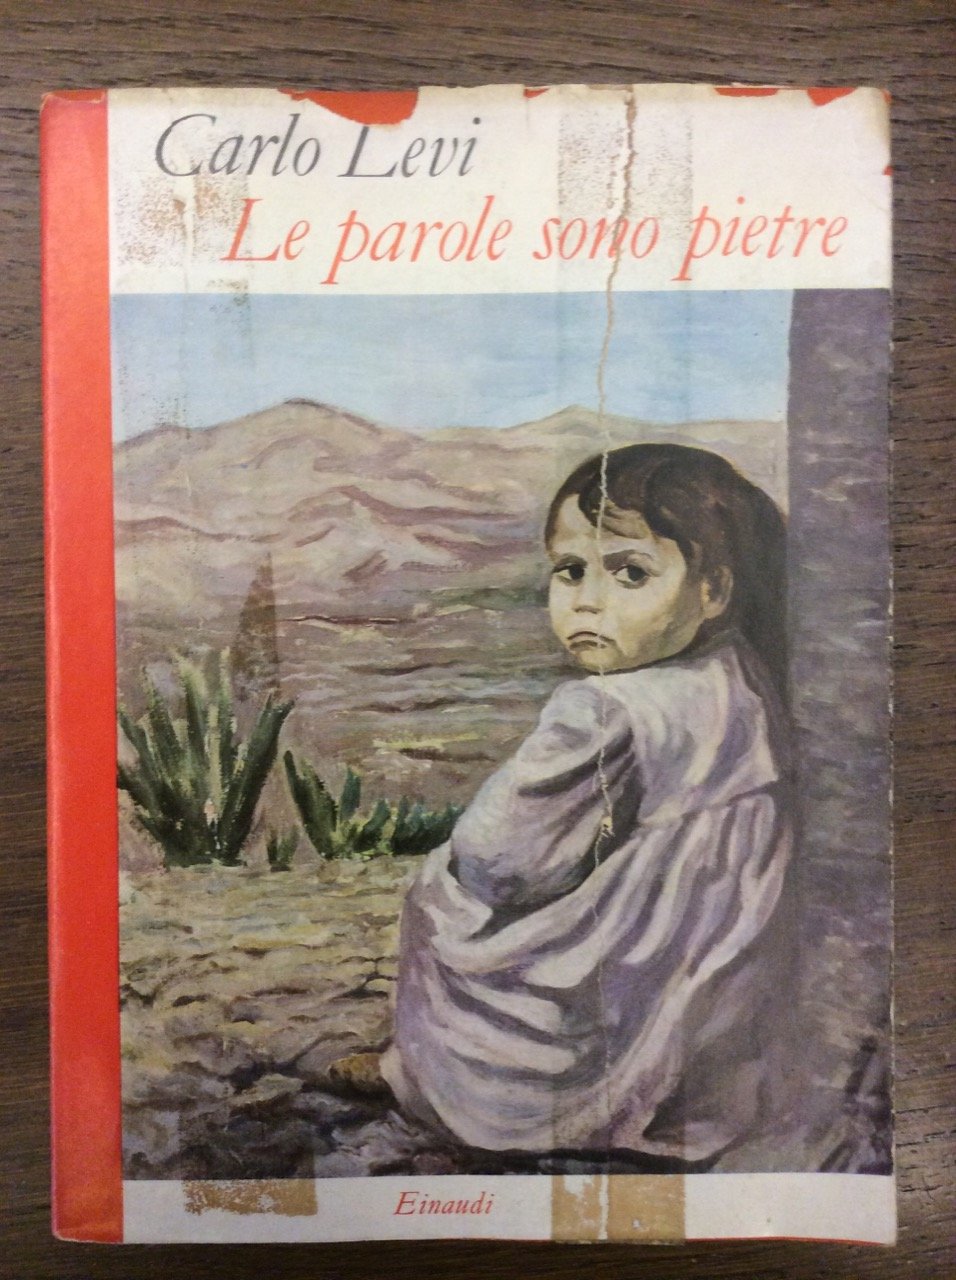 Carlo Levi
Le parole sono pietre
Einaudi